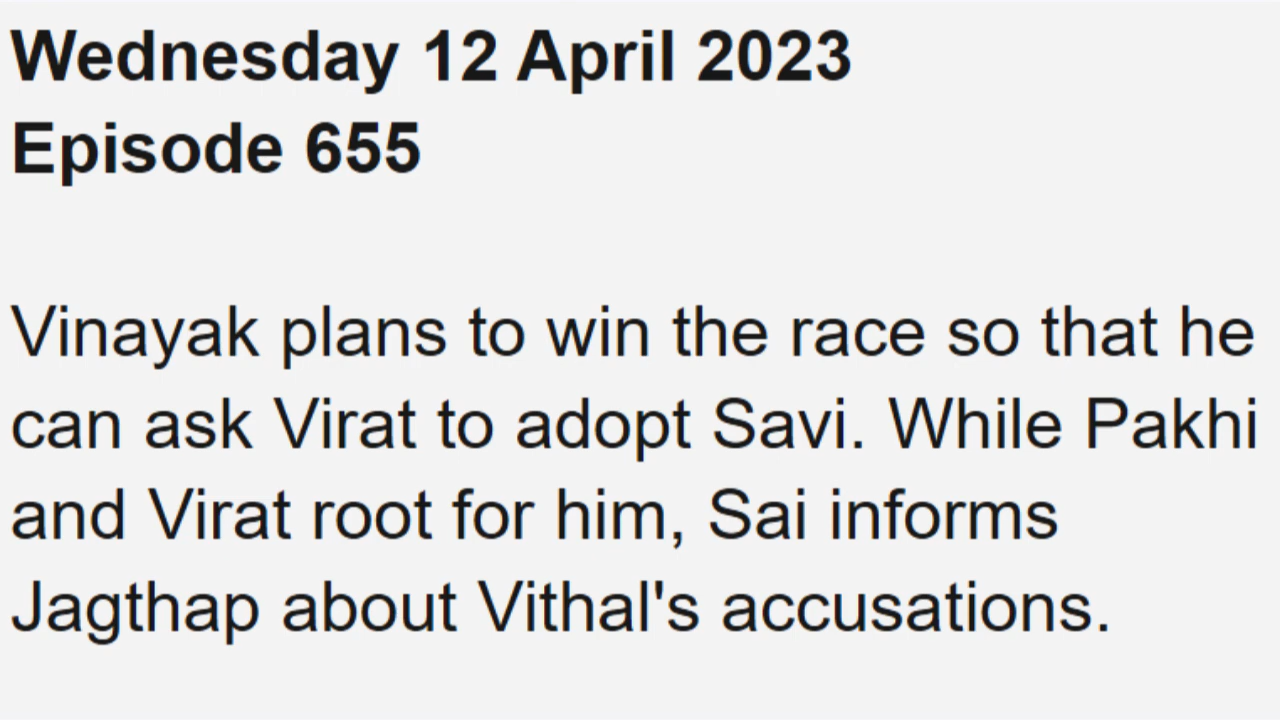 Wednesday 12 April 2023
Episode 655
Vinayak plans to win the race so that he
can ask Virat to adopt Savi. While Pakhi
and Virat root for him, Sai informs
Jagthap about Vithal's accusations.